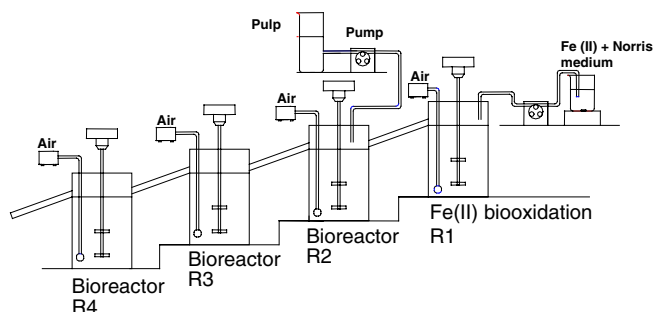 Pulp
Pump
Fe (II) + Norris
medium
Air
Air
Air
Air
Fe(II) biooxidation
R1
Bioreactor
R2
Bioreactor
R3
Bioreactor
R4